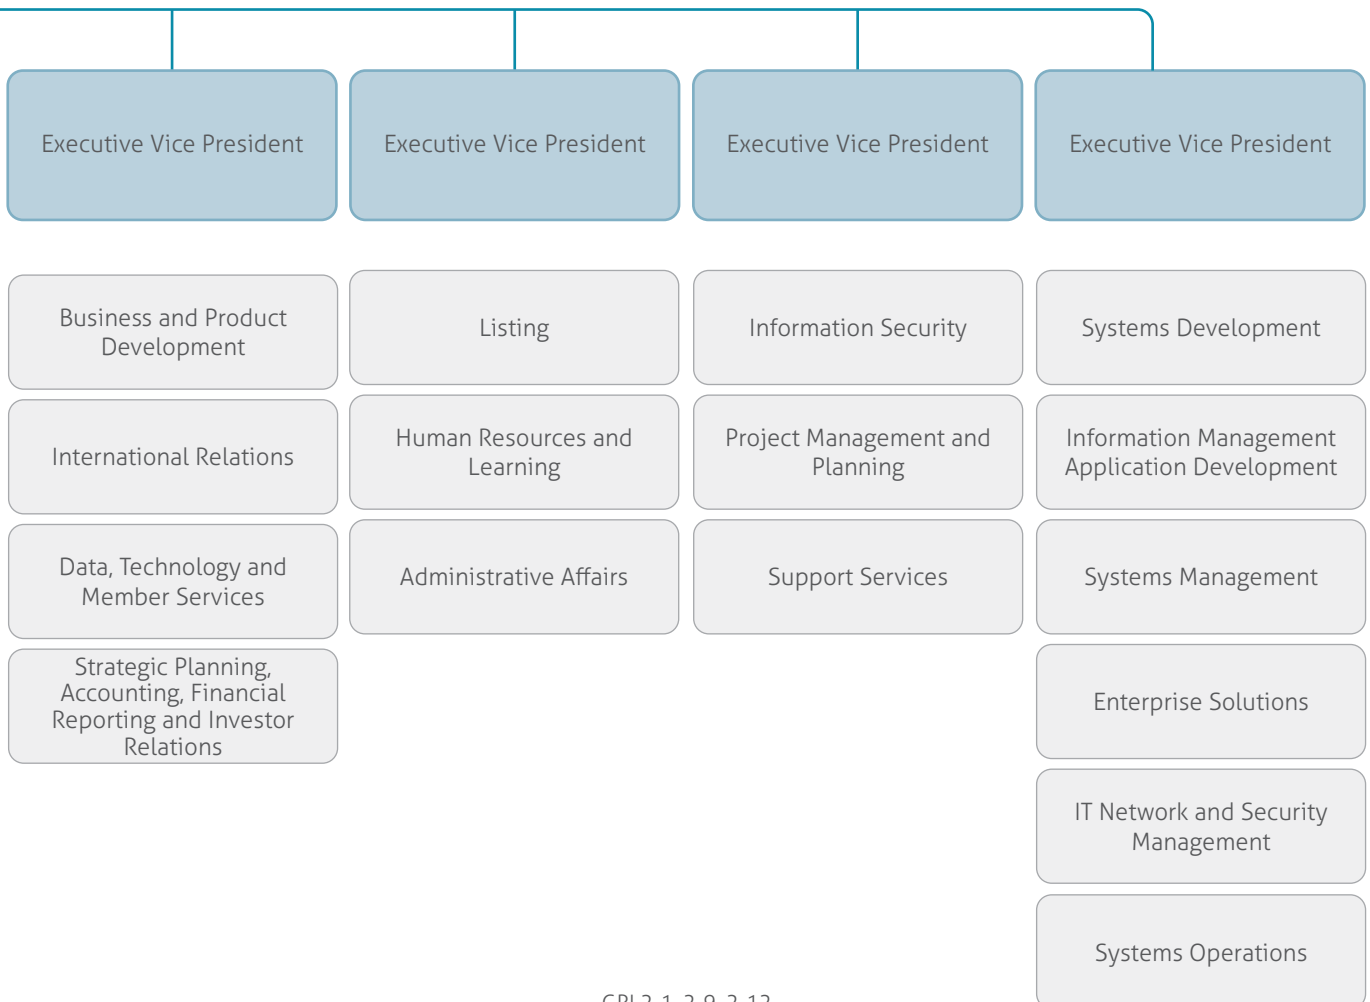 Executive Vice President
Executive Vice President
Executive Vice President
Executive Vice President
Business and Product
Development
Listing
Information Security
Systems Development
International Relations
Human Resources and
Learning
Project Management and
Planning
Information Management
Application Development
Data, Technology and
Member Services
Administrative Affairs
Support Services
Systems Management
Strategic Planning,
Accounting, Financial
Reporting and Investor
Relations
Enterprise Solutions
IT Network and Security
Management
Systems Operations